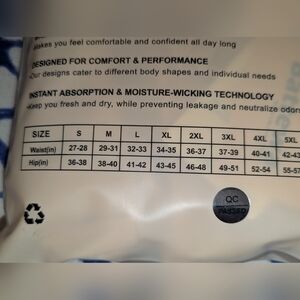 Makes you feel comfortable and confident all day long
DESIGNED FOR COMFORT & PERFORMANCE
-Our designs cater to different body shapes and individual needs
INSTANT ABSORPTION & MOISTURE-WICKING TECHNOLOGY
-Keep you fresh and dry, while preventing leakage and neutralize odor
SIZE S M L XL 2XL 3XL 4XL 5XL
Waist(in) 27-28 29-31 32-33 34-35 36-37 37-39 40-41 42-43
Hip(in) 36-38 38-40 41-42 43-45 46-48 49-51 52-54 55-57
QC
PASSED